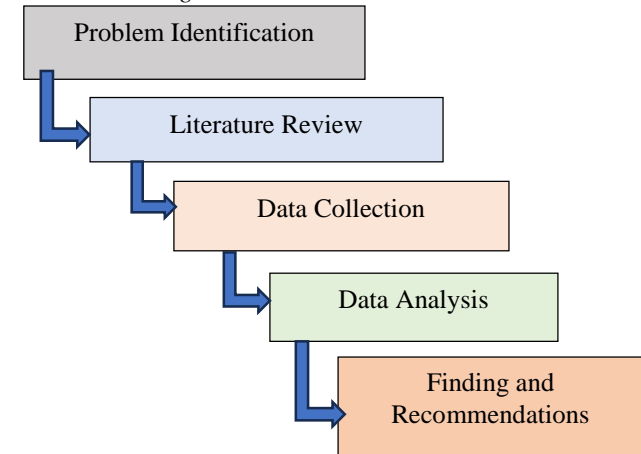 Problem Identification
Literature Review
Data Collection
Data Analysis
Finding and
Recommendations